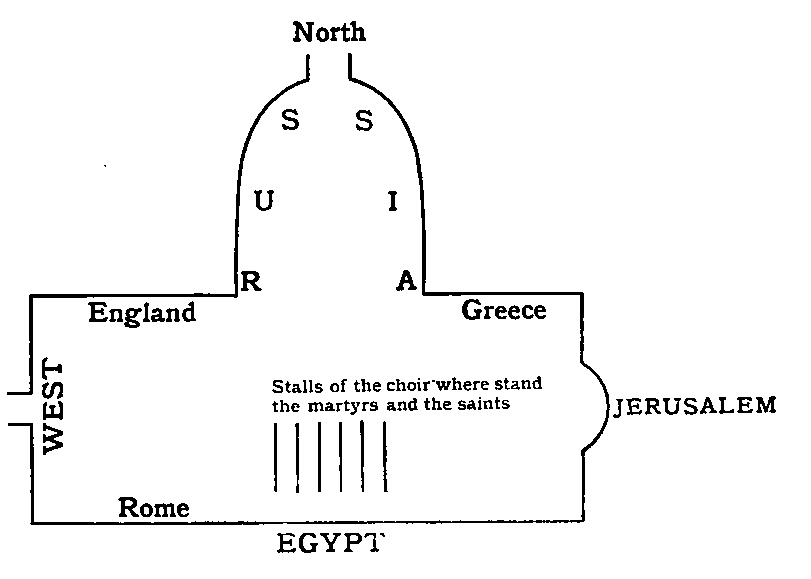 North
S S
U I
R A
England
Greece
WEST
Stalls of the choir where stand
the martyrs and the saints
JERUSALEM
Rome
EGYPT